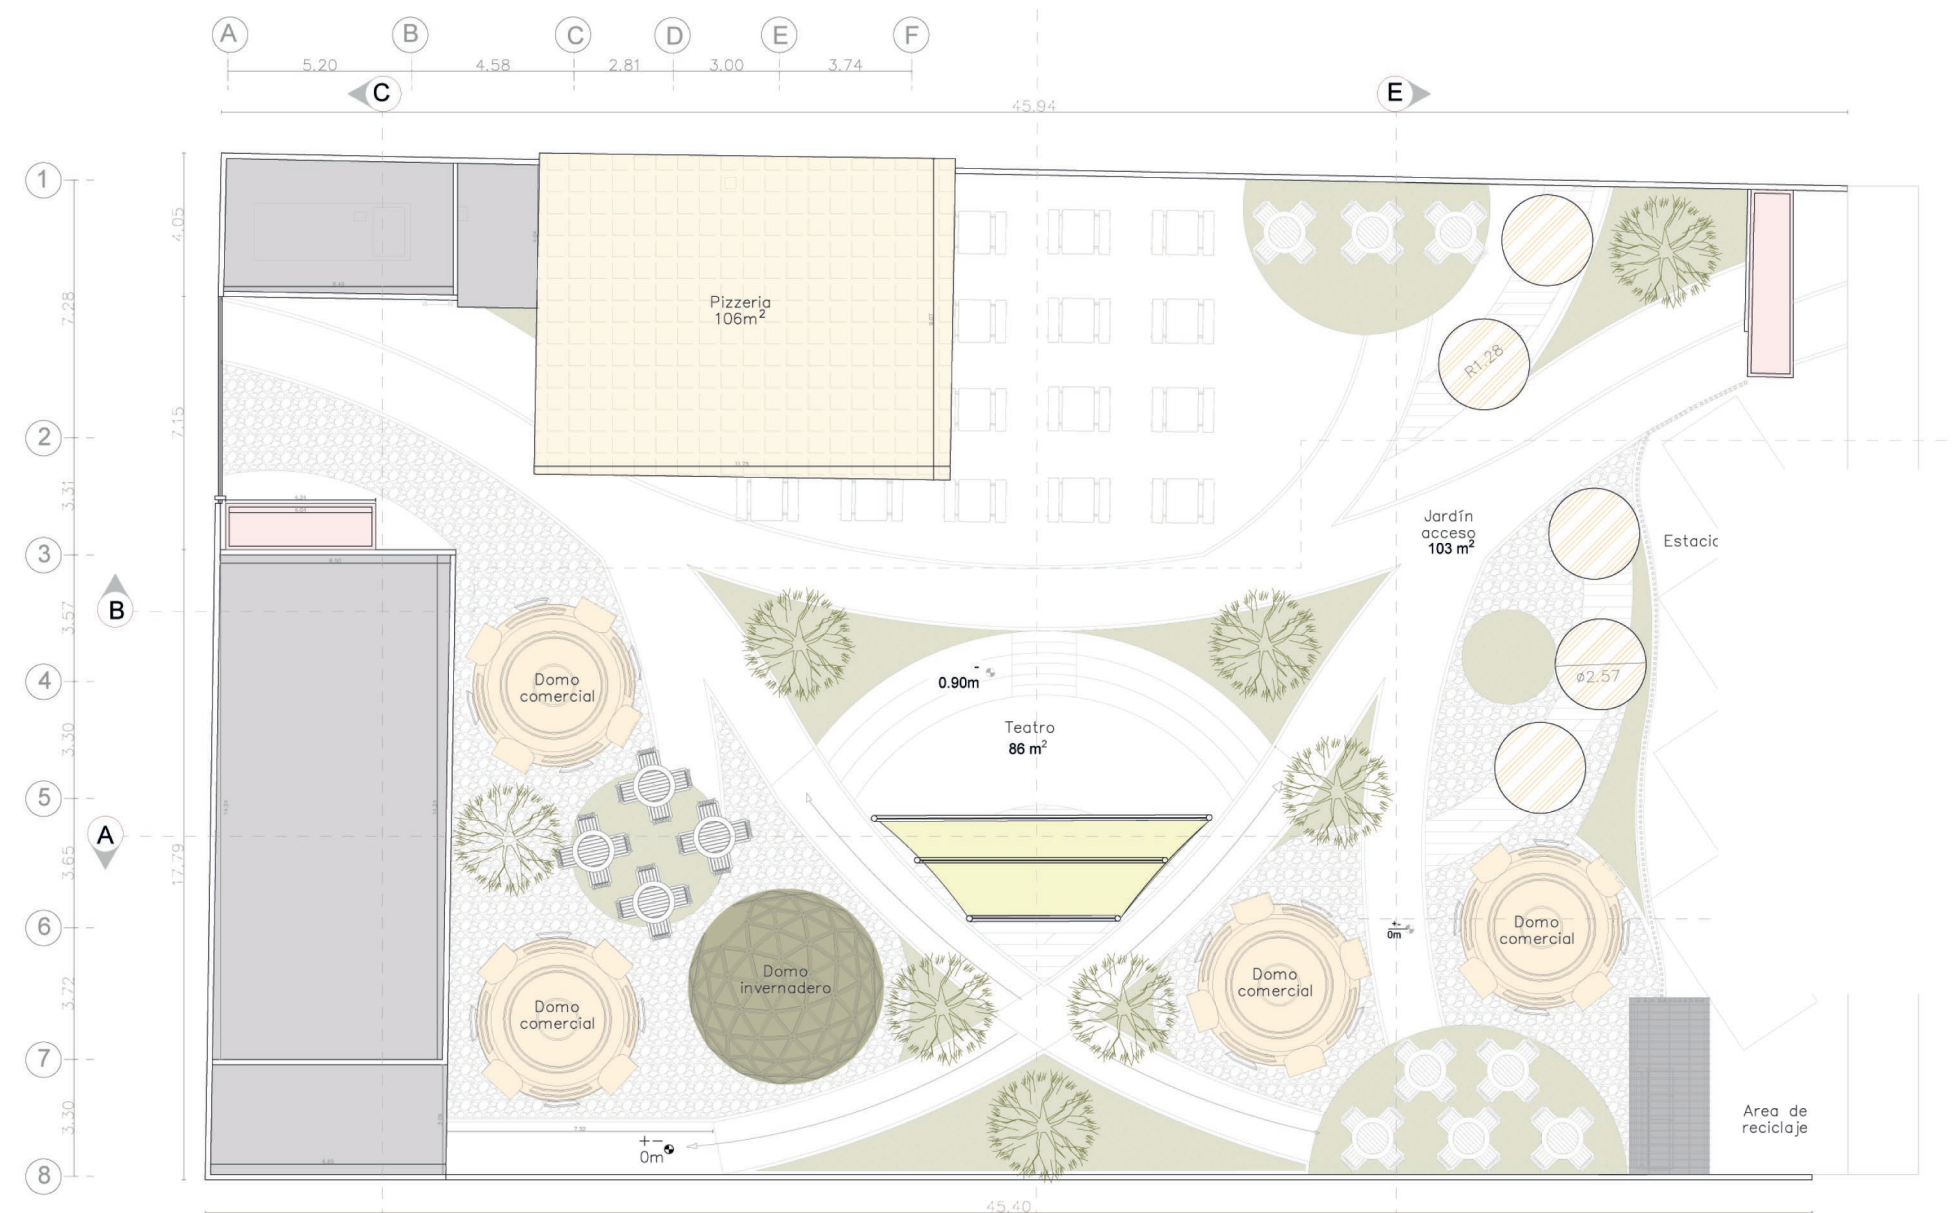 A B C D E F
5.20 4.58 2.81 3.00 3.74
C E
45.94
1
4.05
7.28
Pizzeria
106m²
R1.28
7.15
2
3.31
Jardín
acceso
103 m²
Estacio
3
B
3.57
4
0.90m
-
Domo
comercial
ø2.57
Teatro
86 m²
3.30
5
A
3.65
17.79
6
Domo
comercial
+-
0m
Domo
invernadero
Domo
comercial
3.72
Domo
comercial
7
3.30
7.50
Area de
reciclaje
+-
0m
8
45.40